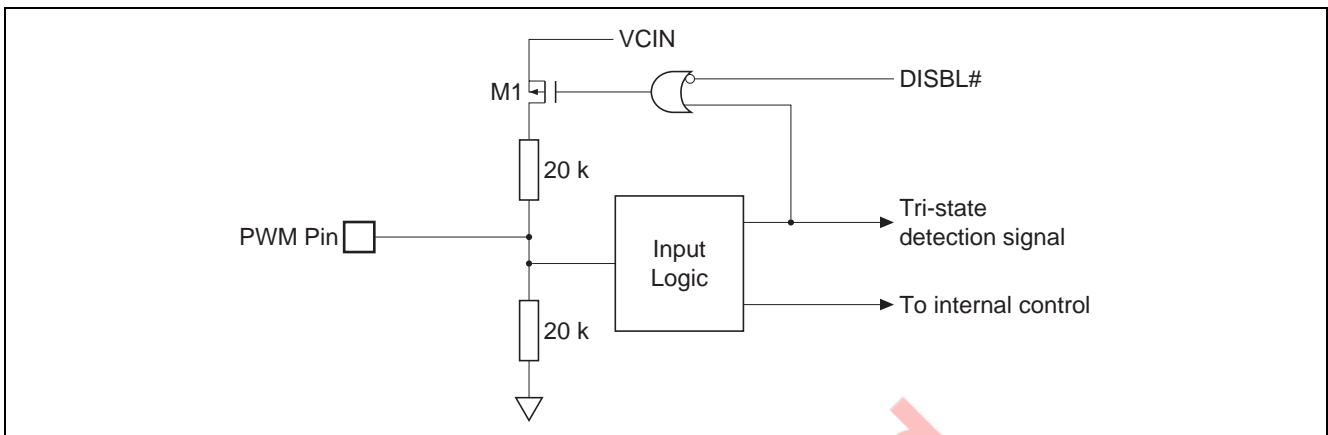 VCIN
M1
DISBL#
20 k
Tri-state
detection signal
PWM Pin
Input
Logic
To internal control
20 k